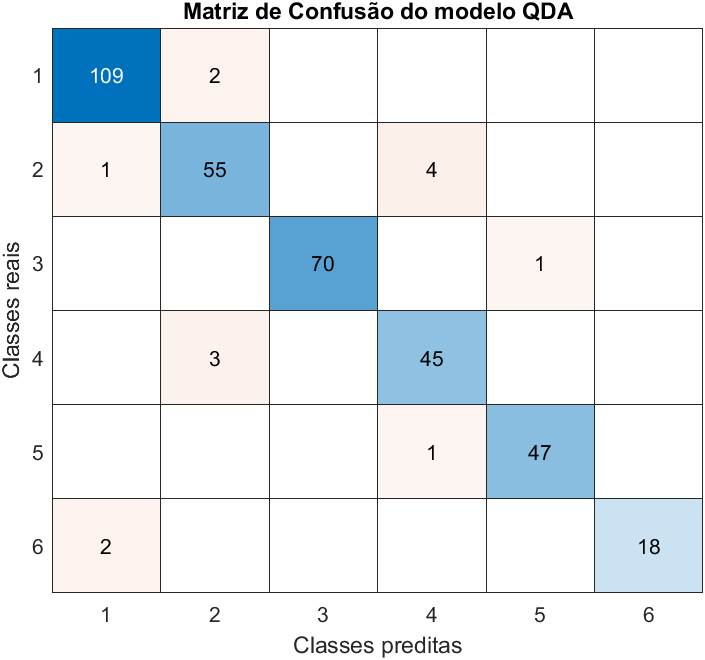 Matriz de Confusão do modelo QDA
1 109 2
2 1 55 4
3 70 1
4 3 45
5 1 47
6 2 18
1 2 3 4 5 6
Classes preditas
Classes reais